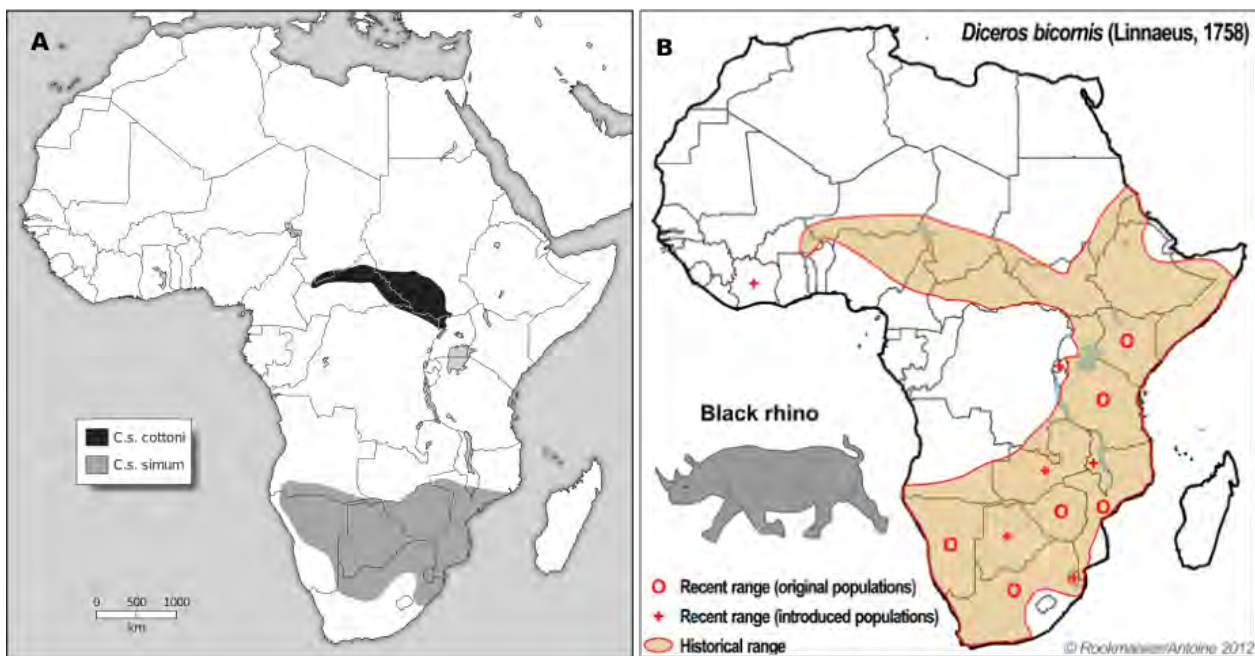 A
C.s. cottoni
C.s. simum
0 500 1000
km
B
Diceros bicornis (Linnaeus, 1758)
Black rhino
O Recent range (original populations)
+ Recent range (introduced populations)
Historical range
© Rookmaaker/Antoine 2012